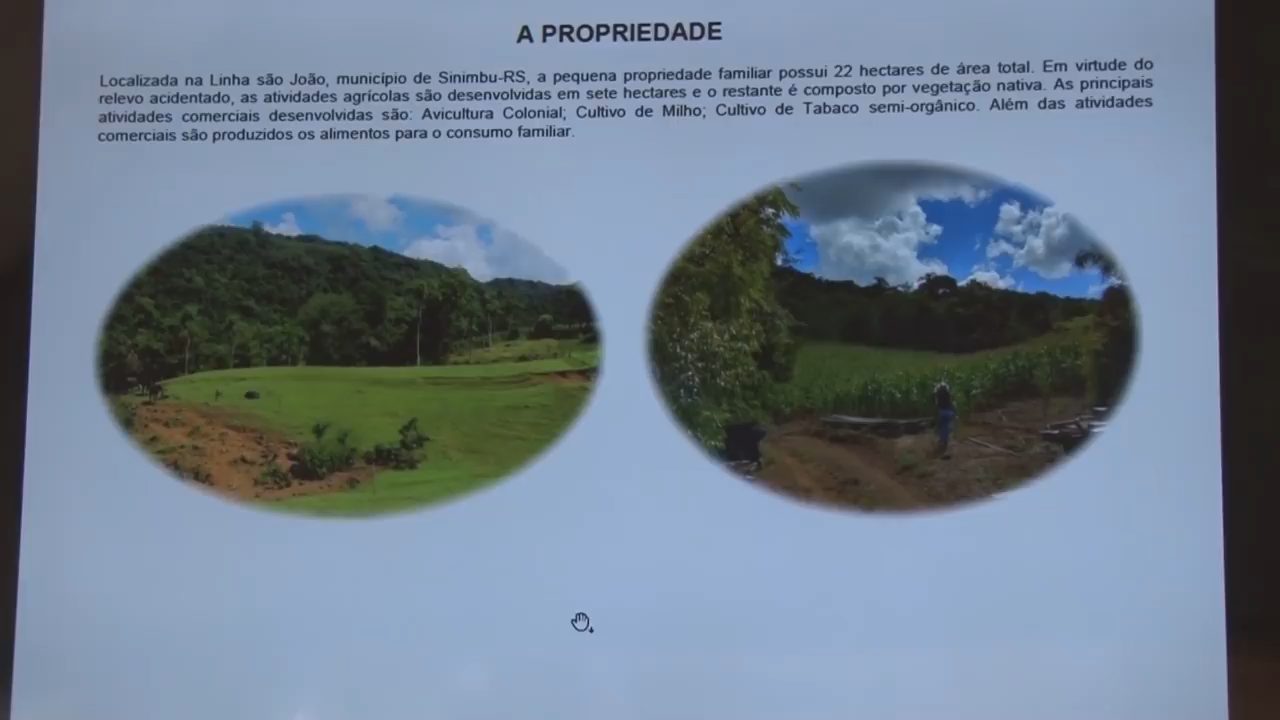 A PROPRIEDADE
Localizada na Linha são João, município de Sinimbu-RS, a pequena propriedade familiar possui 22 hectares de área total. Em virtude do
relevo acidentado, as atividades agrícolas são desenvolvidas em sete hectares e o restante é composto por vegetação nativa. As principais
atividades comerciais desenvolvidas são: Avicultura Colonial; Cultivo de Milho; Cultivo de Tabaco semi-orgânico. Além das atividades
comerciais são produzidos os alimentos para o consumo familiar.